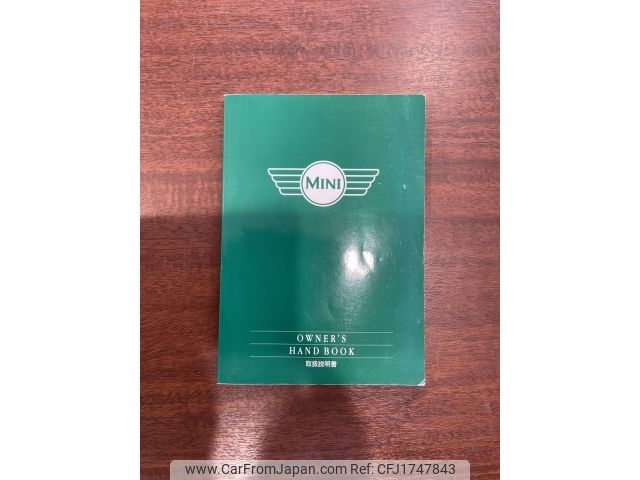 MINI
OWNER'S
HAND BOOK
取扱説明書
www.CarFromJapan.com | REF:CFJ1747843